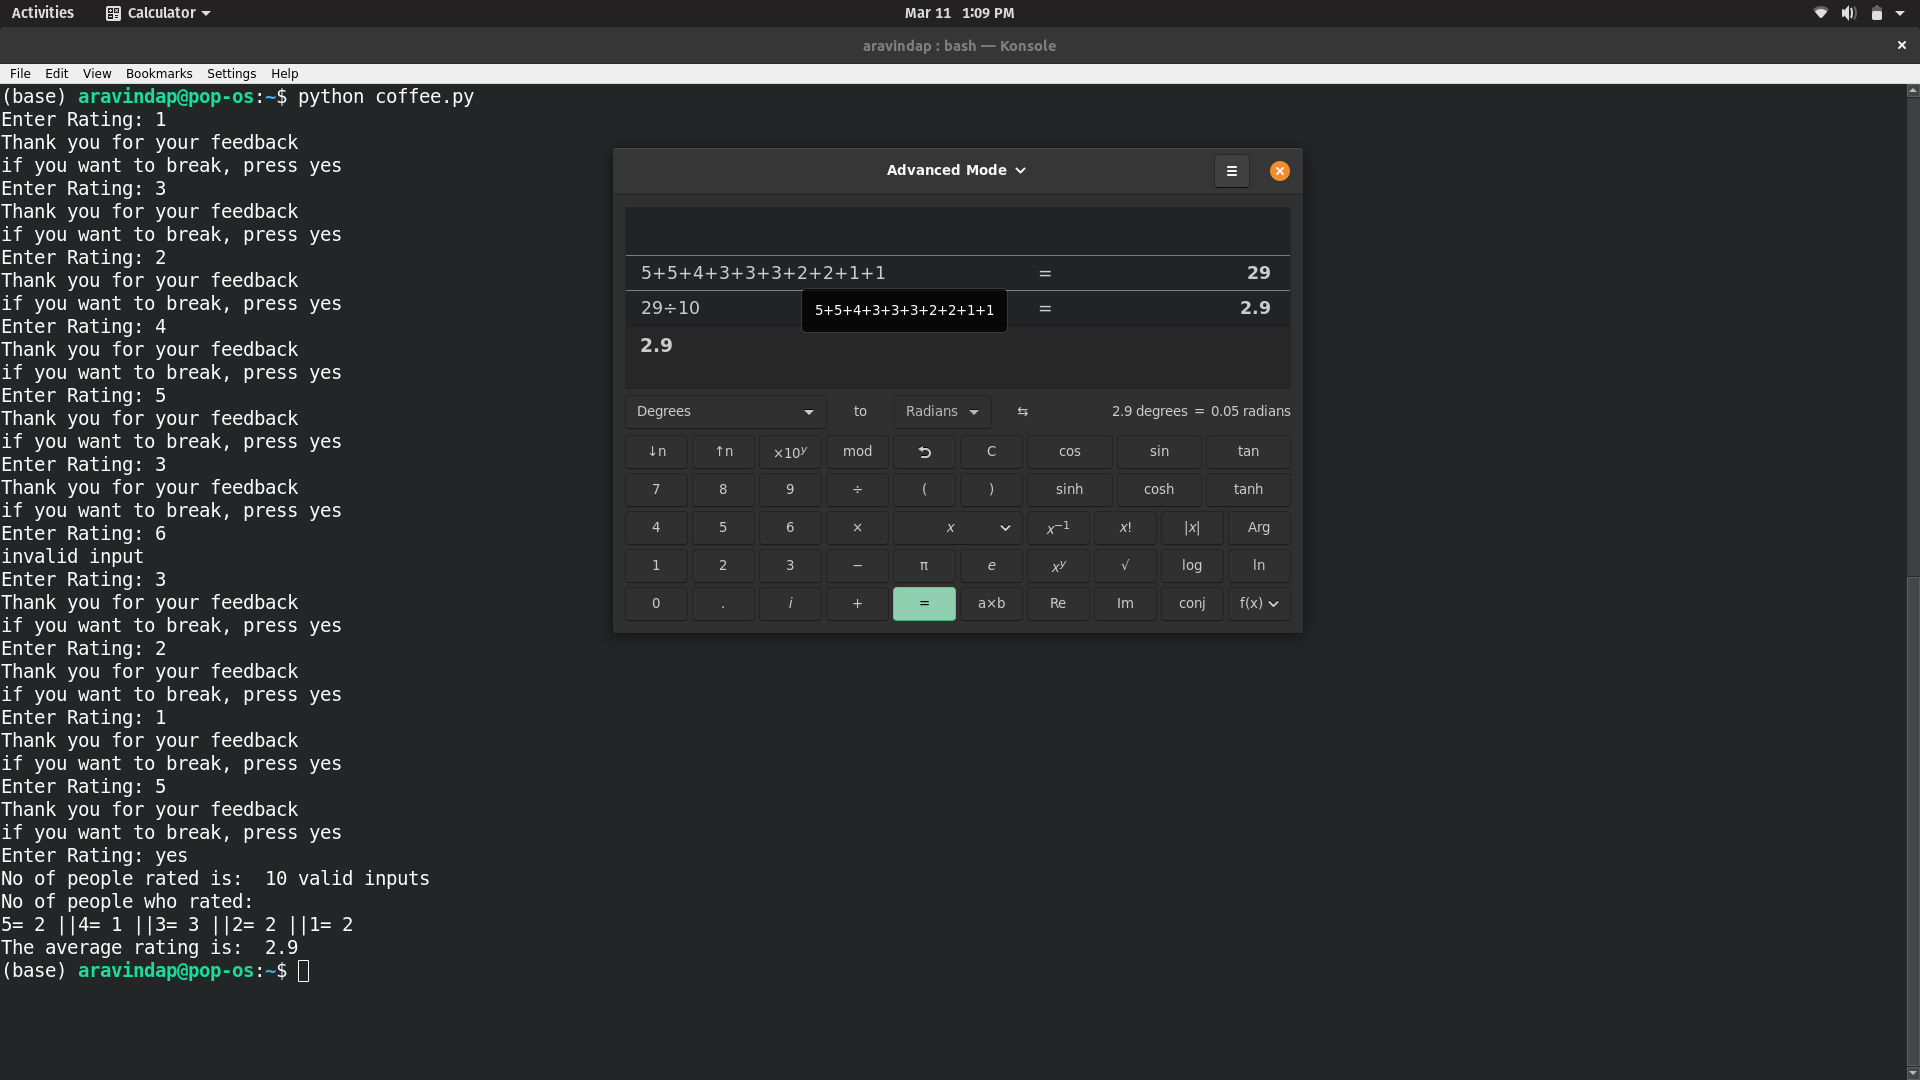 Activities Calculator Mar 11 1:09 PM
aravindap : bash — Konsole
File Edit View Bookmarks Settings Help
(base) aravindap@pop-os:~$ python coffee.py
Enter Rating: 1
Thank you for your feedback
if you want to break, press yes
Enter Rating: 3
Thank you for your feedback
if you want to break, press yes
Enter Rating: 2
Thank you for your feedback
if you want to break, press yes
Enter Rating: 4
Thank you for your feedback
if you want to break, press yes
Enter Rating: 5
Thank you for your feedback
if you want to break, press yes
Enter Rating: 3
Thank you for your feedback
if you want to break, press yes
Enter Rating: 6
invalid input
Enter Rating: 3
Thank you for your feedback
if you want to break, press yes
Enter Rating: 2
Thank you for your feedback
if you want to break, press yes
Enter Rating: 1
Thank you for your feedback
if you want to break, press yes
Enter Rating: 5
Thank you for your feedback
if you want to break, press yes
Enter Rating: yes
No of people rated is:  10 valid inputs
No of people who rated:
5= 2 ||4= 1 ||3= 3 ||2= 2 ||1= 2
The average rating is:  2.9
(base) aravindap@pop-os:~$
Advanced Mode
5+5+4+3+3+3+2+2+1+1 = 29
29÷10 = 2.9
5+5+4+3+3+3+2+2+1+1
2.9
Degrees to Radians ⇆ 2.9 degrees = 0.05 radians
↓n ↑n ×10ʸ mod C cos sin tan
7 8 9 ÷ ( ) sinh cosh tanh
4 5 6 × x x⁻¹ x! |x| Arg
1 2 3 − π e xʸ √ log ln
0 . i + = a×b Re Im conj f(x)